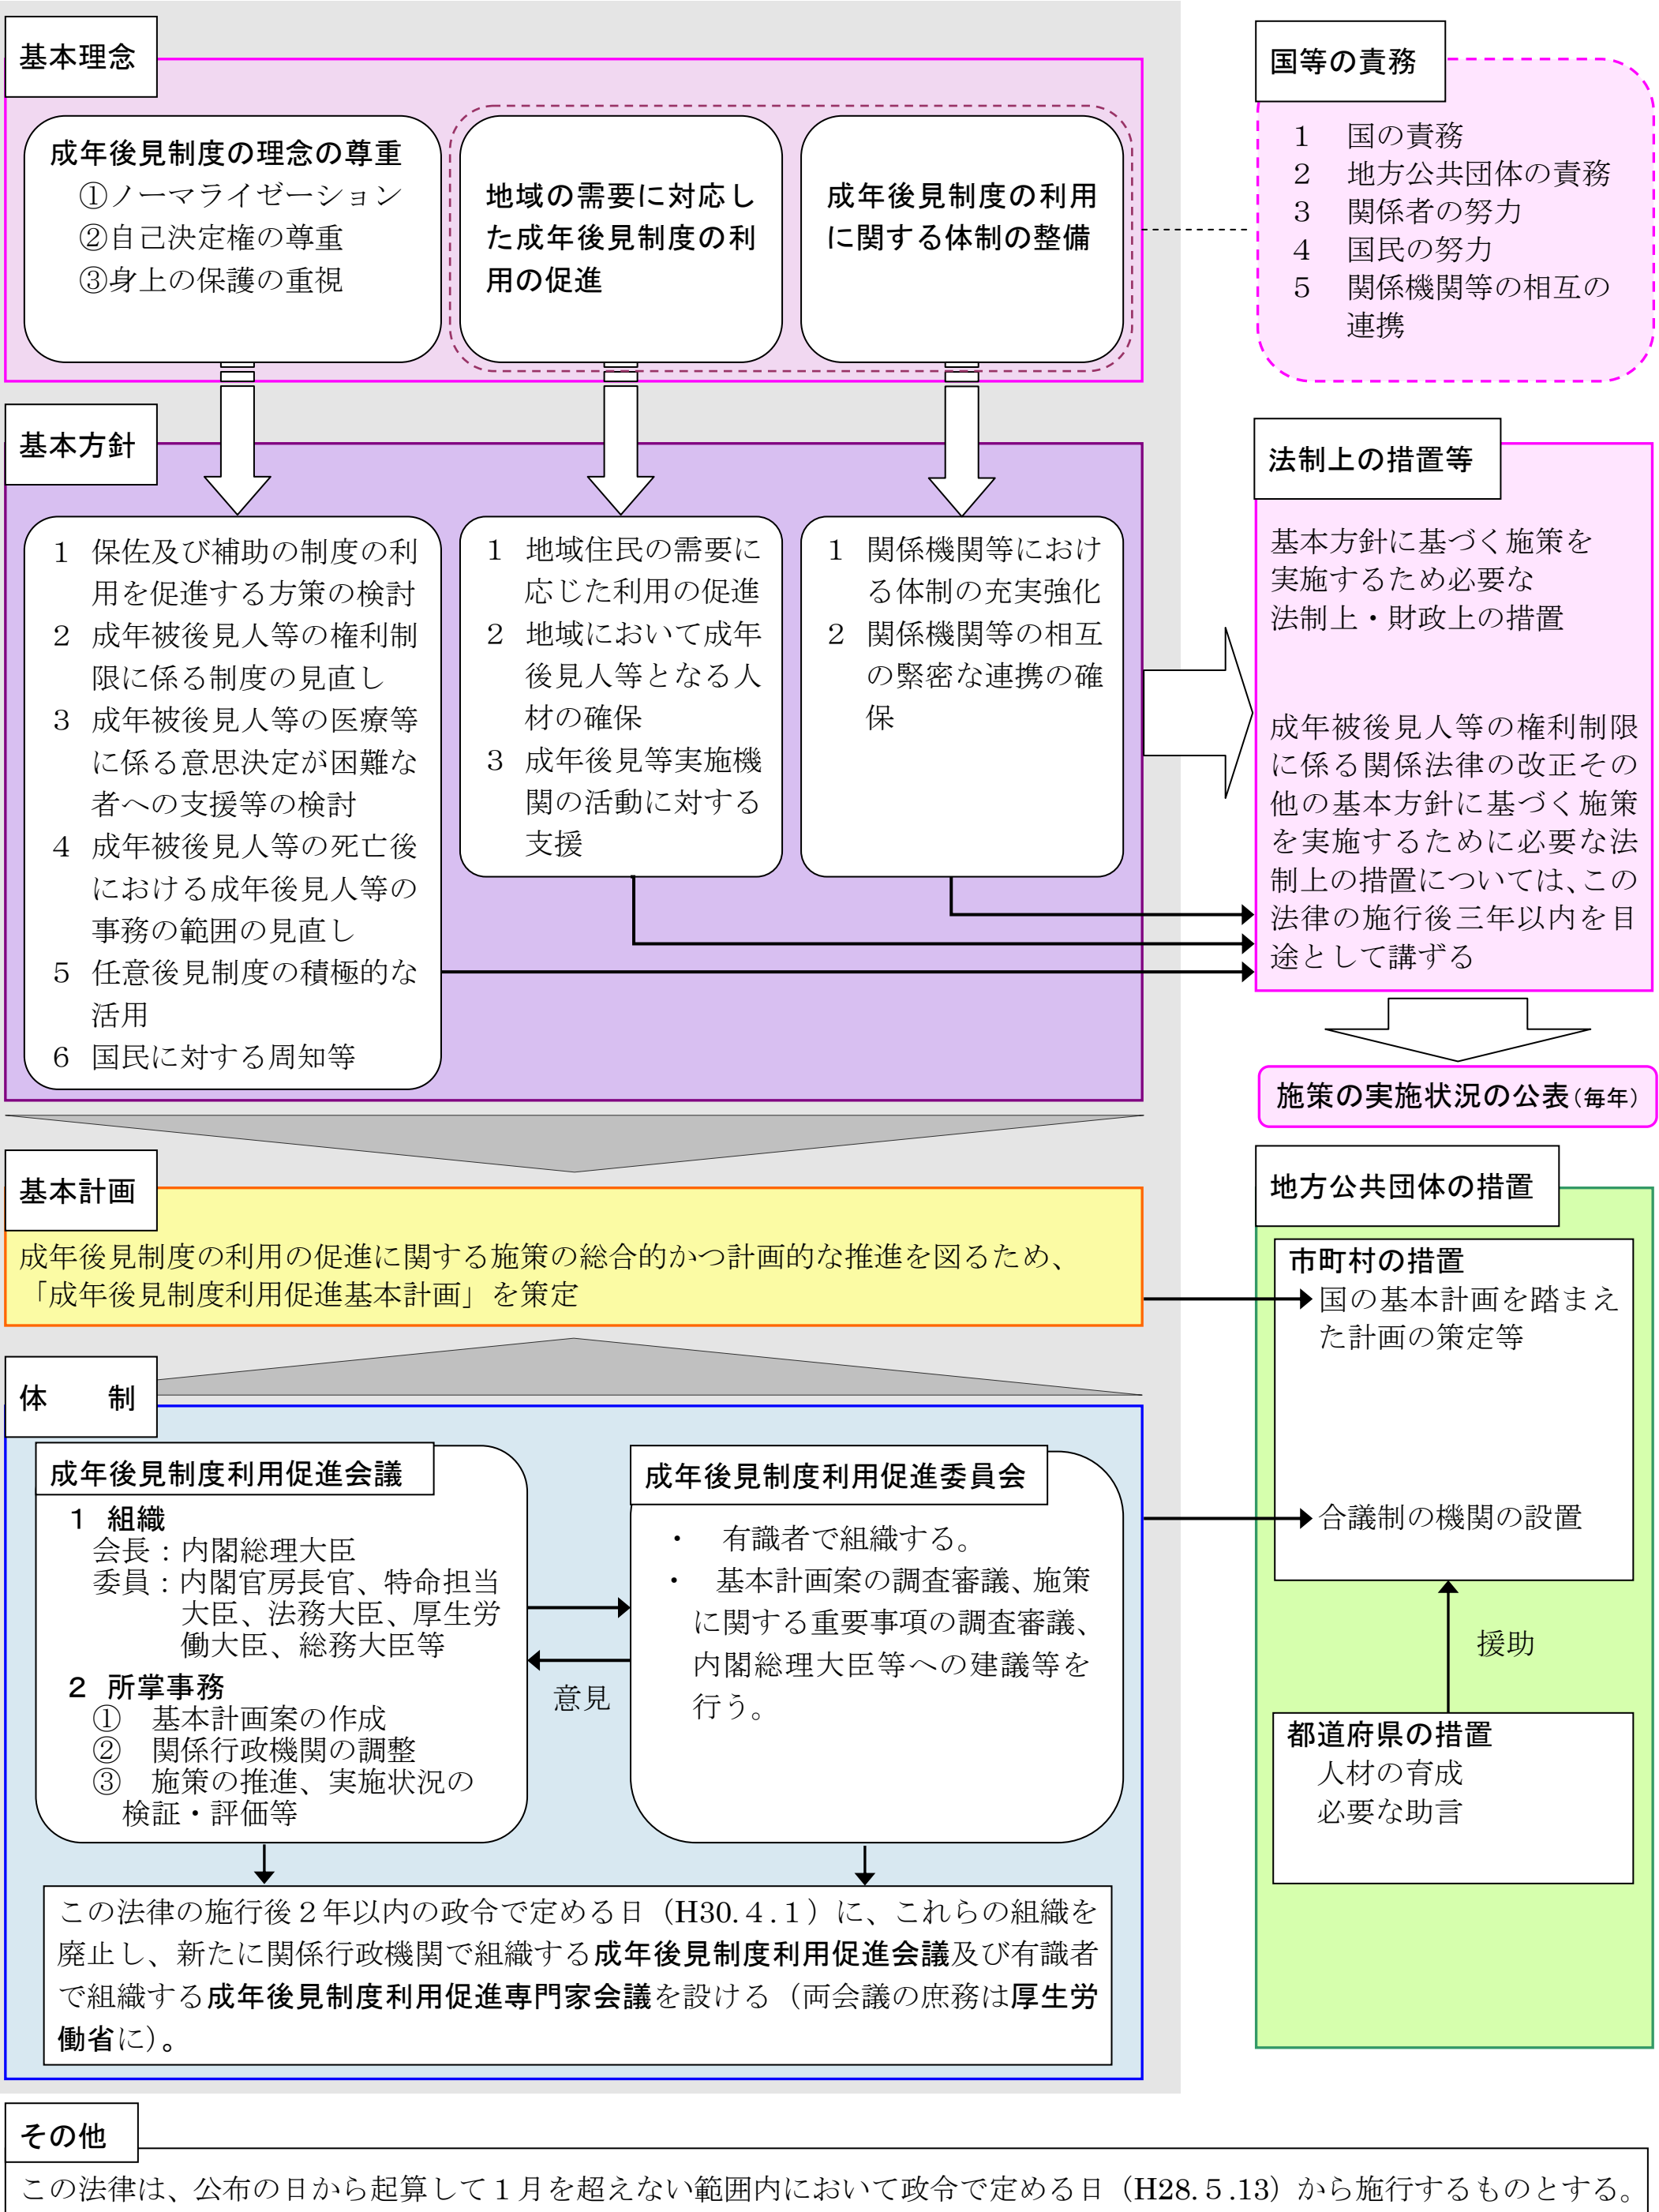 基本理念
成年後見制度の理念の尊重
①ノーマライゼーション
②自己決定権の尊重
③身上の保護の重視
地域の需要に対応し
た成年後見制度の利
用の促進
成年後見制度の利用
に関する体制の整備
国等の責務
1 国の責務
2 地方公共団体の責務
3 関係者の努力
4 国民の努力
5 関係機関等の相互の
連携
基本方針
1 保佐及び補助の制度の利
用を促進する方策の検討
2 成年被後見人等の権利制
限に係る制度の見直し
3 成年被後見人等の医療等
に係る意思決定が困難な
者への支援等の検討
4 成年被後見人等の死亡後
における成年後見人等の
事務の範囲の見直し
5 任意後見制度の積極的な
活用
6 国民に対する周知等
1 地域住民の需要に
応じた利用の促進
2 地域において成年
後見人等となる人
材の確保
3 成年後見等実施機
関の活動に対する
支援
1 関係機関等におけ
る体制の充実強化
2 関係機関等の相互
の緊密な連携の確
保
法制上の措置等
基本方針に基づく施策を
実施するため必要な
法制上・財政上の措置
成年被後見人等の権利制限
に係る関係法律の改正その
他の基本方針に基づく施策
を実施するために必要な法
制上の措置については、この
法律の施行後三年以内を目
途として講ずる
施策の実施状況の公表(毎年)
基本計画
成年後見制度の利用の促進に関する施策の総合的かつ計画的な推進を図るため、
「成年後見制度利用促進基本計画」を策定
地方公共団体の措置
市町村の措置
国の基本計画を踏まえ
た計画の策定等
合議制の機関の設置
援助
都道府県の措置
人材の育成
必要な助言
体 制
成年後見制度利用促進会議
1 組織
会長:内閣総理大臣
委員:内閣官房長官、特命担当
大臣、法務大臣、厚生労
働大臣、総務大臣等
2 所掌事務
① 基本計画案の作成
② 関係行政機関の調整
③ 施策の推進、実施状況の
検証・評価等
意見
成年後見制度利用促進委員会
・ 有識者で組織する。
・ 基本計画案の調査審議、施策
に関する重要事項の調査審議、
内閣総理大臣等への建議等を
行う。
この法律の施行後2年以内の政令で定める日(H30.4.1)に、これらの組織を
廃止し、新たに関係行政機関で組織する成年後見制度利用促進会議及び有識者
で組織する成年後見制度利用促進専門家会議を設ける(両会議の庶務は厚生労
働省に)。
その他
この法律は、公布の日から起算して1月を超えない範囲内において政令で定める日(H28.5.13)から施行するものとする。